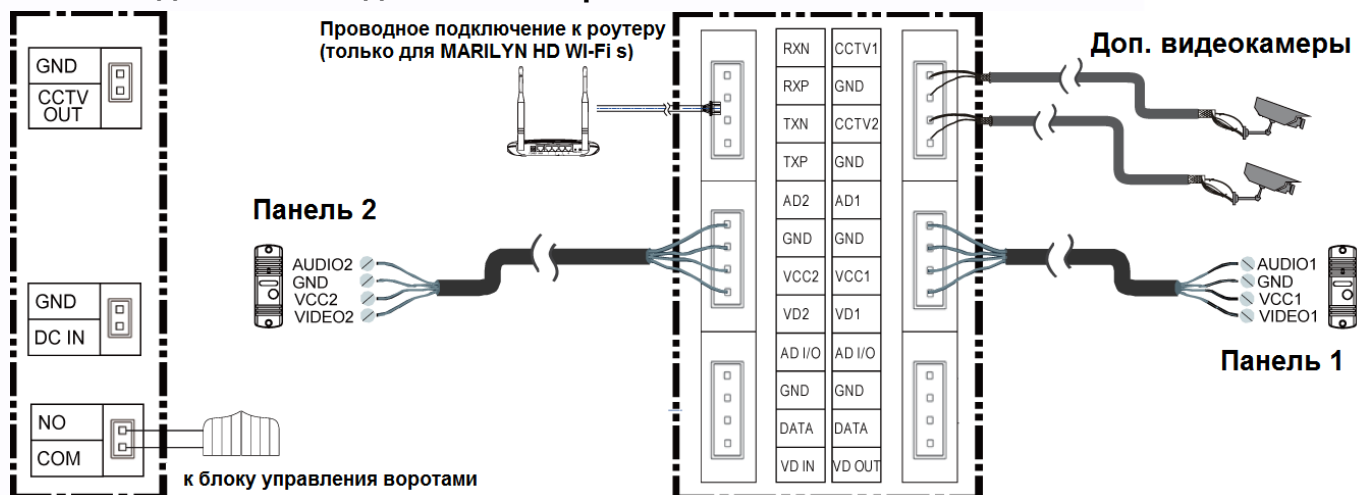 Проводное подключение к роутеру
(только для MARILYN HD WI-Fi s)
GND
CCTV
OUT
GND
DC IN
NO
COM
к блоку управления воротами
Панель 2
AUDIO2
GND
VCC2
VIDEO2
RXN CCTV1
RXP GND
TXN CCTV2
TXP GND
AD2 AD1
GND GND
VCC2 VCC1
VD2 VD1
AD I/O AD I/O
GND GND
DATA DATA
VD IN VD OUT
Доп. видеокамеры
AUDIO1
GND
VCC1
VIDEO1
Панель 1